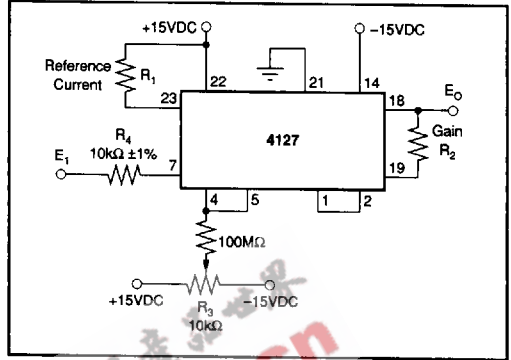 +15VDC
−15VDC
Reference
Current
R1
22
21
14
23
18
EO
4127
Gain
R2
R4
10kΩ ±1%
E1
7
19
4
5
1
2
100MΩ
+15VDC
−15VDC
R3
10kΩ